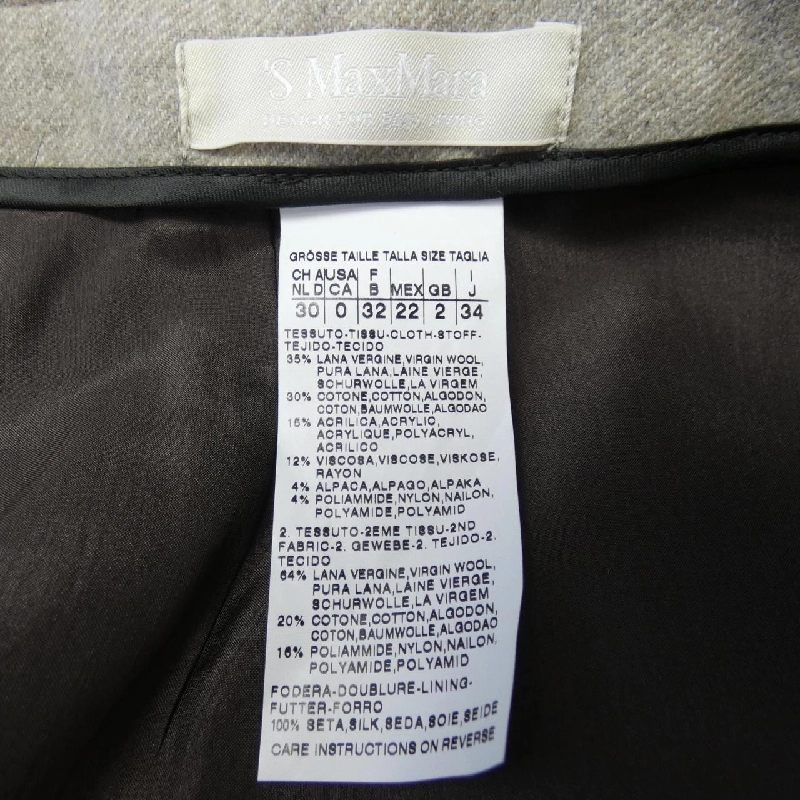 'S MaxMara
GRÖSSE TAILLE TALLA SIZE TAGLIA
CH A USA F I
NL D CA B MEX GB J
30 0 32 22 2 34
TESSUTO-TISSU-CLOTH-STOFF-
TEJIDO-TECIDO
35% LANA VERGINE,VIRGIN WOOL,
PURA LANA,LAINE VIERGE,
SCHURWOLLE,LA VIRGEM
30% COTONE,COTTON,ALGODON,
COTON,BAUMWOLLE,ALGODAO
15% ACRILICA,ACRYLIC,
ACRYLIQUE,POLYACRYL,
ACRILICO
12% VISCOSA,VISCOSE,VISKOSE,
RAYON
4% ALPACA,ALPAGO,ALPAKA
4% POLIAMMIDE,NYLON,NAILON,
POLYAMIDE,POLYAMID
2. TESSUTO-2EME TISSU-2ND
FABRIC-2. GEWEBE-2. TEJIDO-2.
TECIDO
64% LANA VERGINE,VIRGIN WOOL,
PURA LANA,LAINE VIERGE,
SCHURWOLLE,LA VIRGEM
20% COTONE,COTTON,ALGODON,
COTON,BAUMWOLLE,ALGODAO
16% POLIAMMIDE,NYLON,NAILON,
POLYAMIDE,POLYAMID
FODERA-DOUBLURE-LINING-
FUTTER-FORRO
100% SETA,SILK,SEDA,SOIE,SEIDE
CARE INSTRUCTIONS ON REVERSE